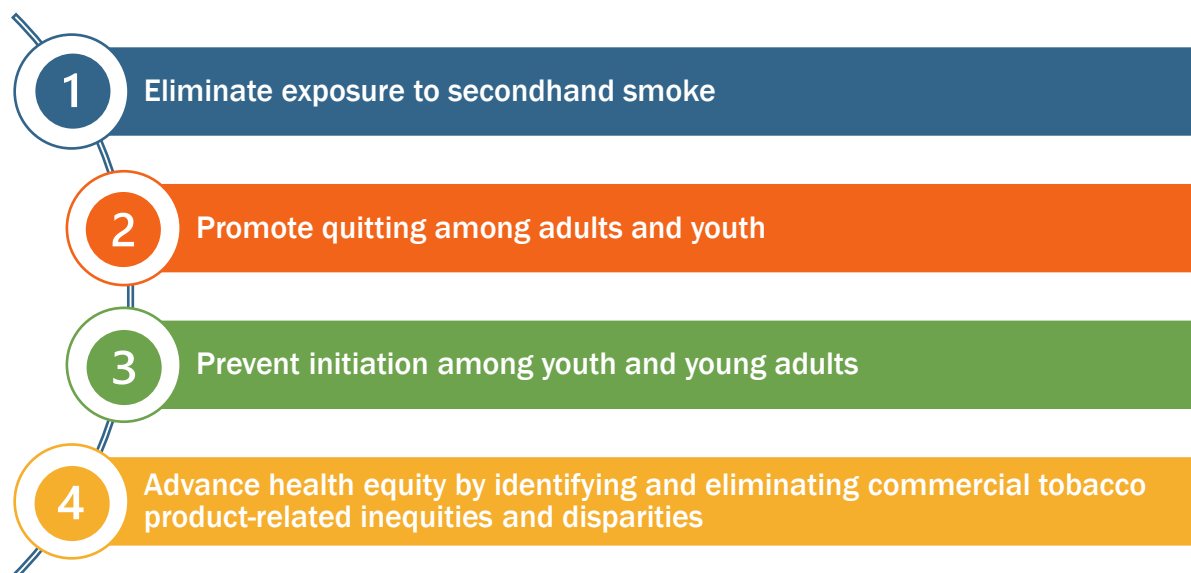 1
Eliminate exposure to secondhand smoke
2
Promote quitting among adults and youth
3
Prevent initiation among youth and young adults
4
Advance health equity by identifying and eliminating commercial tobacco
product-related inequities and disparities